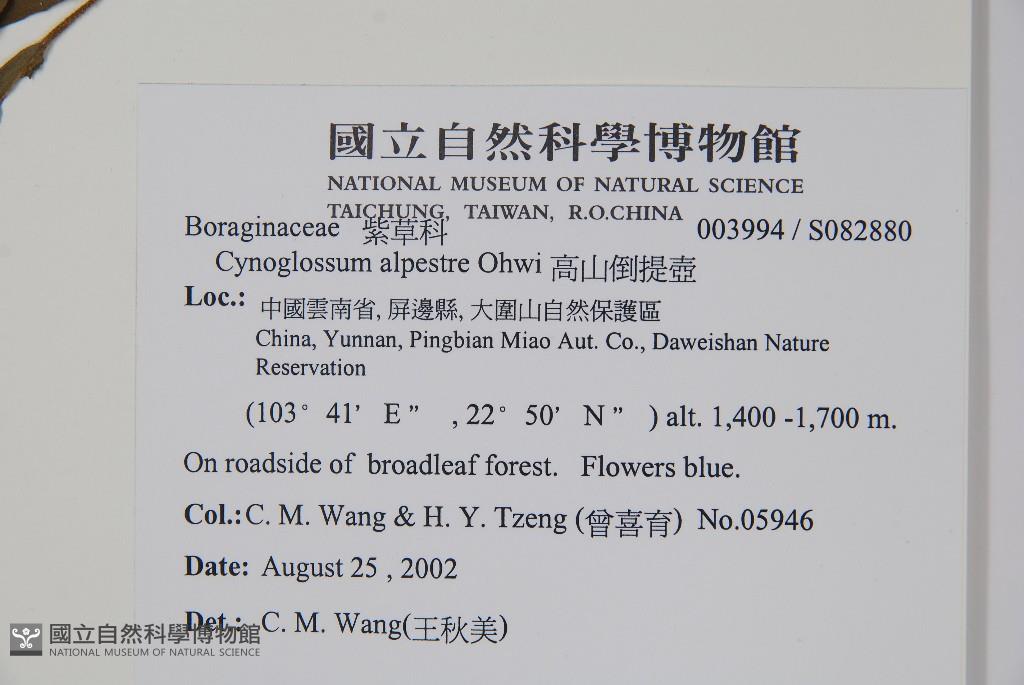 國立自然科學博物館
NATIONAL MUSEUM OF NATURAL SCIENCE
TAICHUNG, TAIWAN, R.O.CHINA
Boraginaceae 紫草科 003994 / S082880
Cynoglossum alpestre Ohwi 高山倒提壺
Loc.: 中國雲南省, 屏邊縣, 大圍山自然保護區
China, Yunnan, Pingbian Miao Aut. Co., Daweishan Nature
Reservation
(103° 41’ E” , 22° 50’ N” ) alt. 1,400 -1,700 m.
On roadside of broadleaf forest. Flowers blue.
Col.: C. M. Wang & H. Y. Tzeng (曾喜育) No.05946
Date: August 25 , 2002
Det.: C. M. Wang(王秋美)
國立自然科學博物館
NATIONAL MUSEUM OF NATURAL SCIENCE